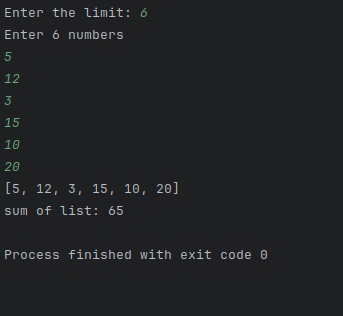 Enter the limit: 6
Enter 6 numbers
5
12
3
15
10
20
[5, 12, 3, 15, 10, 20]
sum of list: 65
Process finished with exit code 0